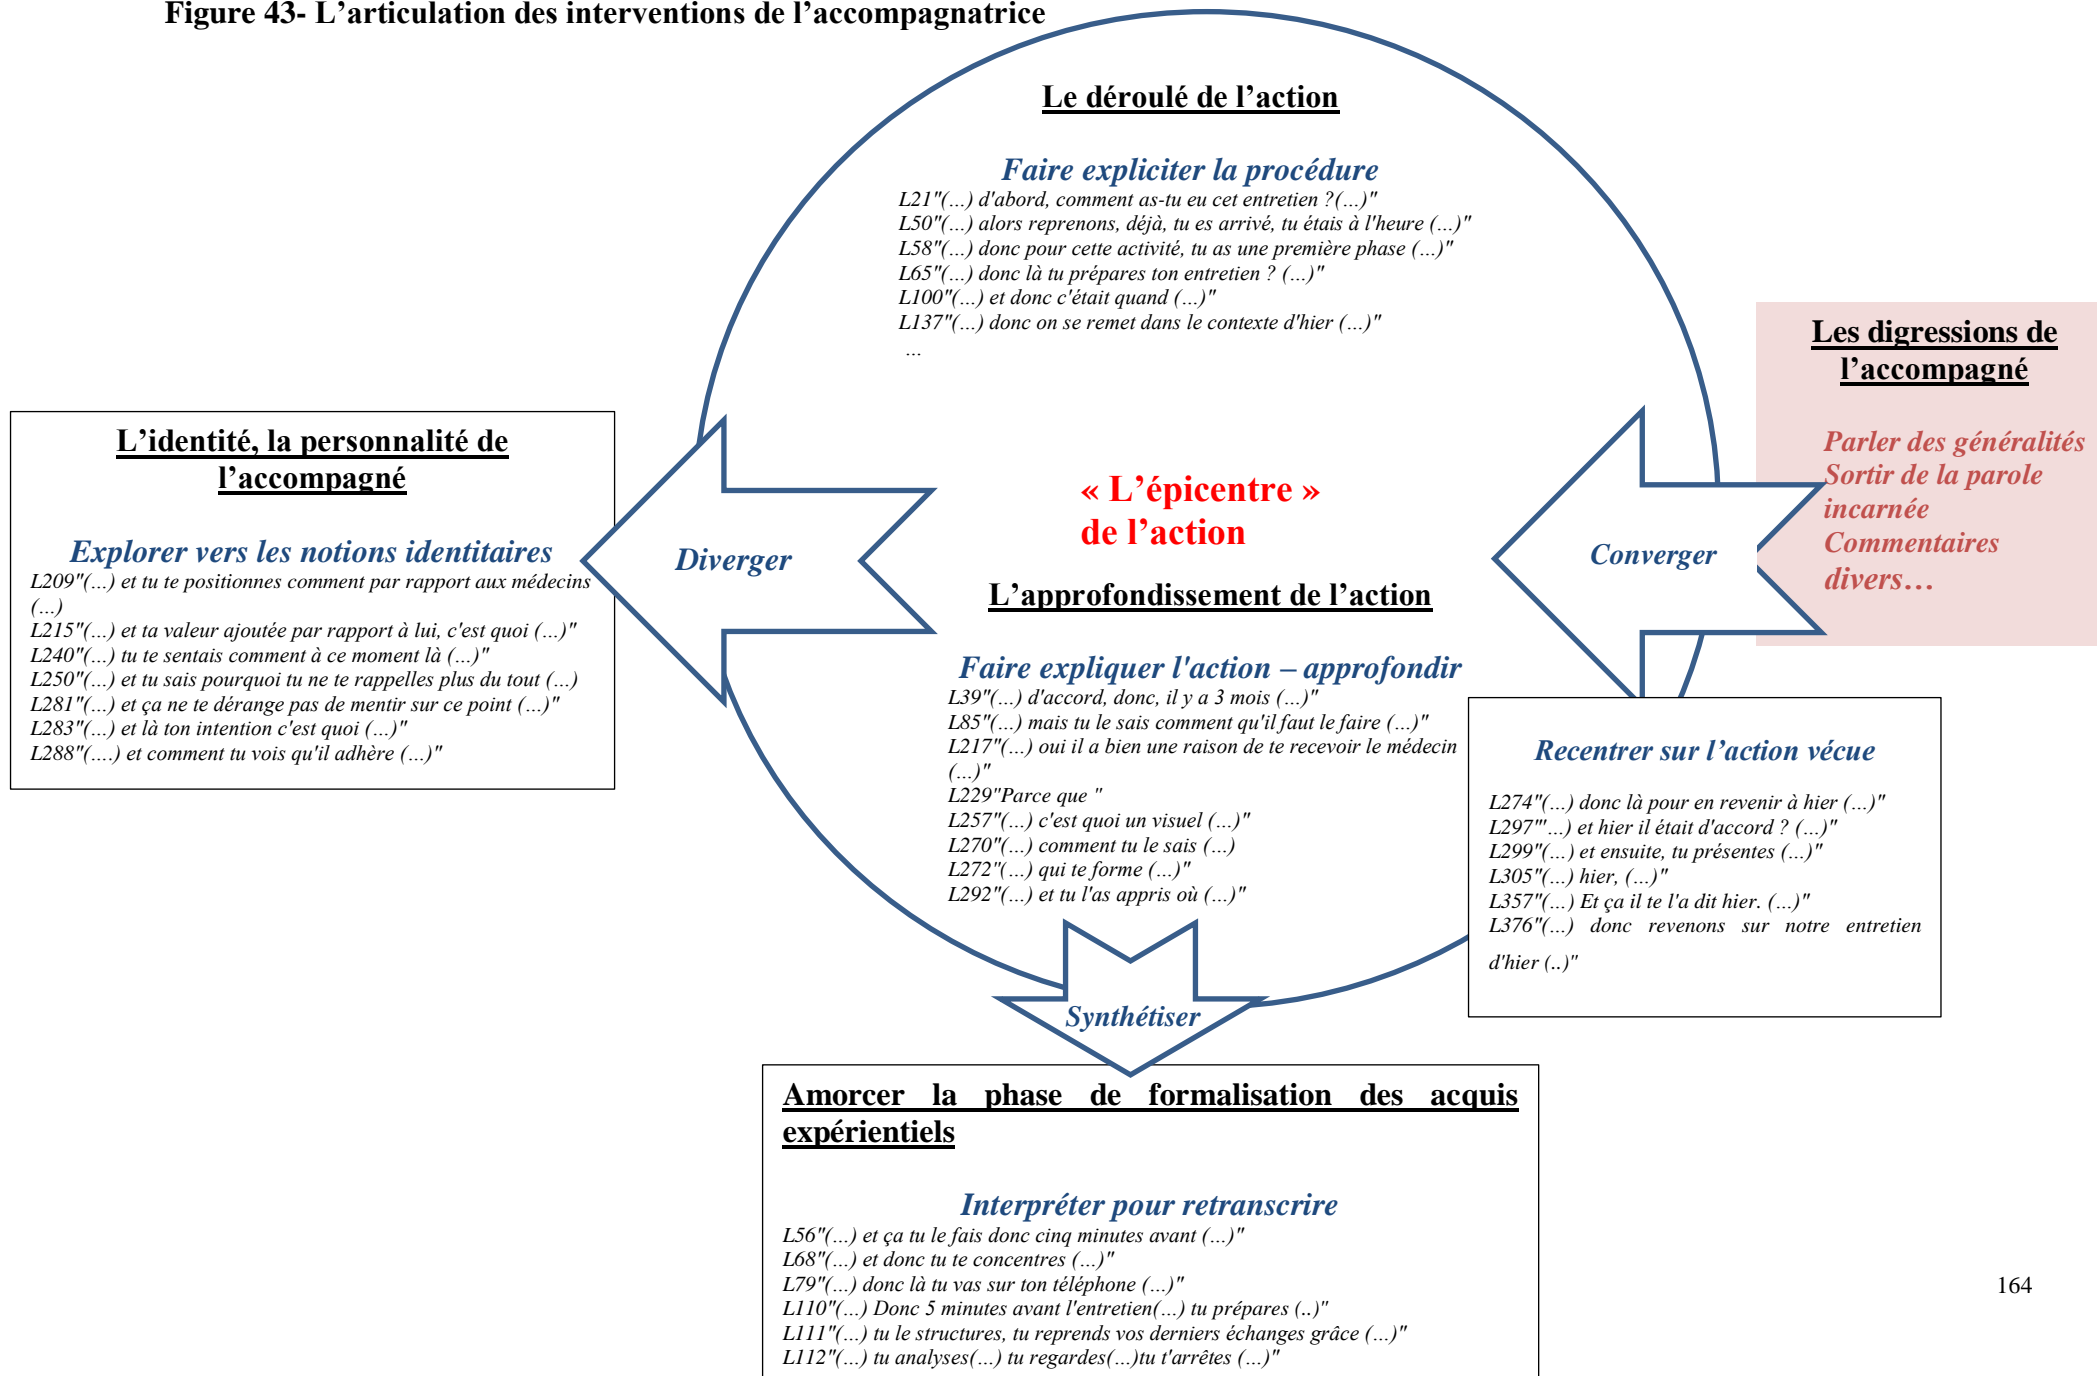 Figure 43- L'articulation des interventions de l'accompagnatrice
Le déroulé de l'action
Faire expliciter la procédure
L21"(…) d'abord, comment as-tu eu cet entretien ?(…)"
L50"(…) alors reprenons, déjà, tu es arrivé, tu étais à l'heure (…)"
L58"(…) donc pour cette activité, tu as une première phase (…)"
L65"(…) donc là tu prépares ton entretien ? (…)"
L100"(…) et donc c'était quand (…)"
L137"(…) donc on se remet dans le contexte d'hier (…)"
…
Les digressions de
l'accompagné
Parler des généralités
Sortir de la parole
incarnée
Commentaires
divers…
L'identité, la personnalité de
l'accompagné
Explorer vers les notions identitaires
L209"(…) et tu te positionnes comment par rapport aux médecins
(…)
L215"(…) et ta valeur ajoutée par rapport à lui, c'est quoi (…)"
L240"(…) tu te sentais comment à ce moment là (…)"
L250"(…) et tu sais pourquoi tu ne te rappelles plus du tout (…)
L281"(…) et ça ne te dérange pas de mentir sur ce point (…)"
L283"(…) et là ton intention c'est quoi (…)"
L288"(….) et comment tu vois qu'il adhère (…)"
Diverger
« L'épicentre »
de l'action
Converger
L'approfondissement de l'action
Faire expliquer l'action – approfondir
L39"(…) d'accord, donc, il y a 3 mois (…)"
L85"(…) mais tu le sais comment qu'il faut le faire (…)"
L217"(…) oui il a bien une raison de te recevoir le médecin
(…)"
L229"Parce que "
L257"(…) c'est quoi un visuel (…)"
L270"(…) comment tu le sais (…)
L272"(…) qui te forme (…)"
L292"(…) et tu l'as appris où (…)"
Recentrer sur l'action vécue
L274"(…) donc là pour en revenir à hier (…)"
L297"'…) et hier il était d'accord ? (…)"
L299"(…) et ensuite, tu présentes (…)"
L305"(…) hier, (…)"
L357"(…) Et ça il te l'a dit hier. (…)"
L376"(…) donc revenons sur notre entretien
d'hier (..)"
Synthétiser
Amorcer la phase de formalisation des acquis
expérientiels
Interpréter pour retranscrire
L56"(…) et ça tu le fais donc cinq minutes avant (…)"
L68"(…) et donc tu te concentres (…)"
L79"(…) donc là tu vas sur ton téléphone (…)"
L110"(…) Donc 5 minutes avant l'entretien(…) tu prépares (..)"
L111"(…) tu le structures, tu reprends vos derniers échanges grâce (…)"
L112"(…) tu analyses(…) tu regardes(…)tu t'arrêtes (…)"
164